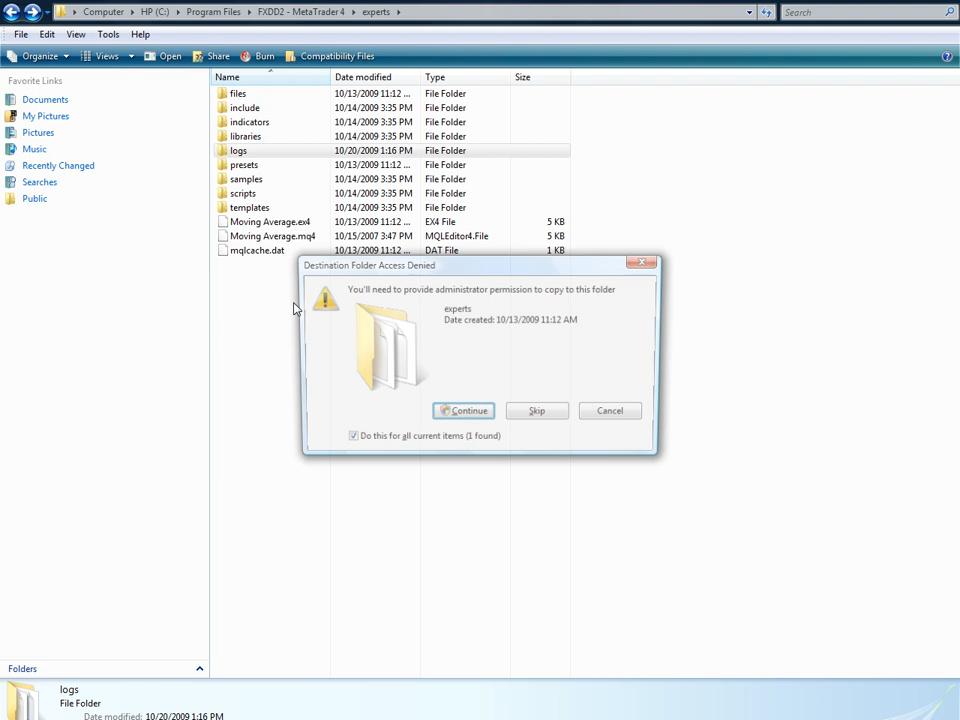 Computer HP (C:) Program Files FXDD2 - MetaTrader 4 experts
Search
File Edit View Tools Help
Organize Views Open Share Burn Compatibility Files
Favorite Links
Documents
My Pictures
Pictures
Music
Recently Changed
Searches
Public
Folders
Name Date modified Type Size
files 10/13/2009 11:12 ... File Folder
include 10/14/2009 3:35 PM File Folder
indicators 10/14/2009 3:35 PM File Folder
libraries 10/14/2009 3:35 PM File Folder
logs 10/20/2009 1:16 PM File Folder
presets 10/13/2009 11:12 ... File Folder
samples 10/14/2009 3:35 PM File Folder
scripts 10/14/2009 3:35 PM File Folder
templates 10/14/2009 3:35 PM File Folder
Moving Average.ex4 10/13/2009 11:12 ... EX4 File 5 KB
Moving Average.mq4 10/15/2007 3:47 PM MQLEditor4.File 5 KB
mqlcache.dat 10/13/2009 11:12 ... DAT File 1 KB
Destination Folder Access Denied
You'll need to provide administrator permission to copy to this folder
experts
Date created: 10/13/2009 11:12 AM
Continue Skip Cancel
Do this for all current items (1 found)
logs
File Folder
Date modified: 10/20/2009 1:16 PM